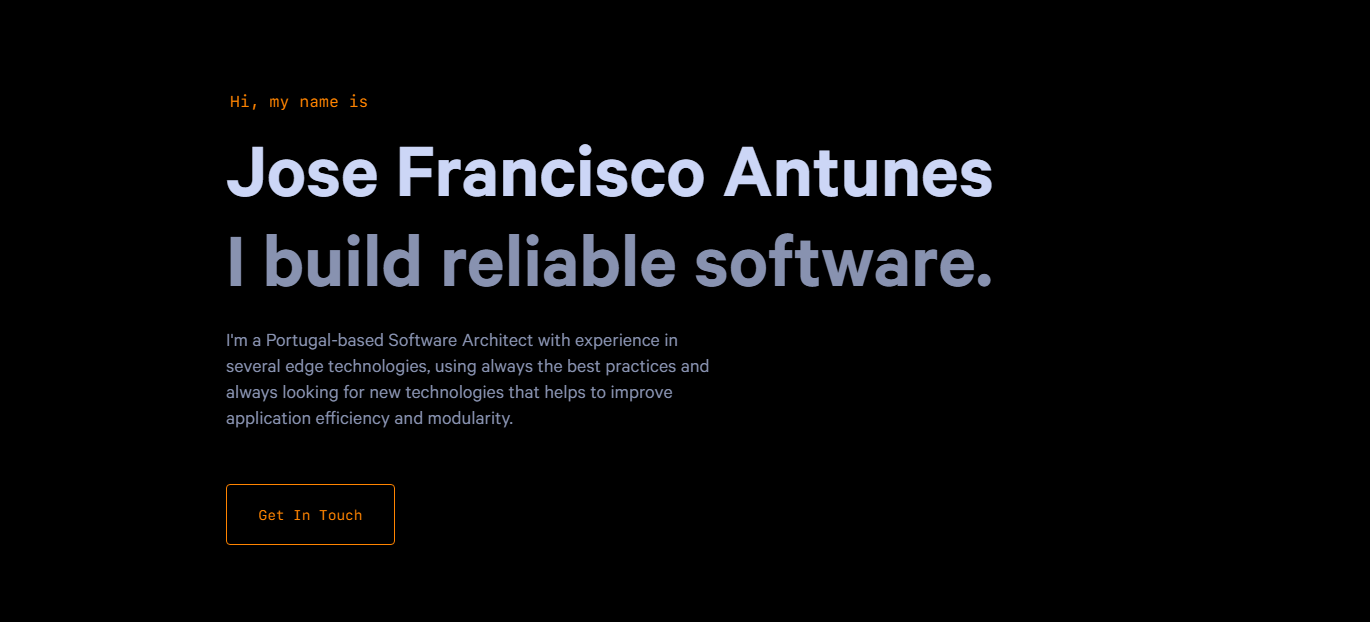 Hi, my name is
Jose Francisco Antunes
I build reliable software.
I'm a Portugal-based Software Architect with experience in
several edge technologies, using always the best practices and
always looking for new technologies that helps to improve
application efficiency and modularity.
Get In Touch